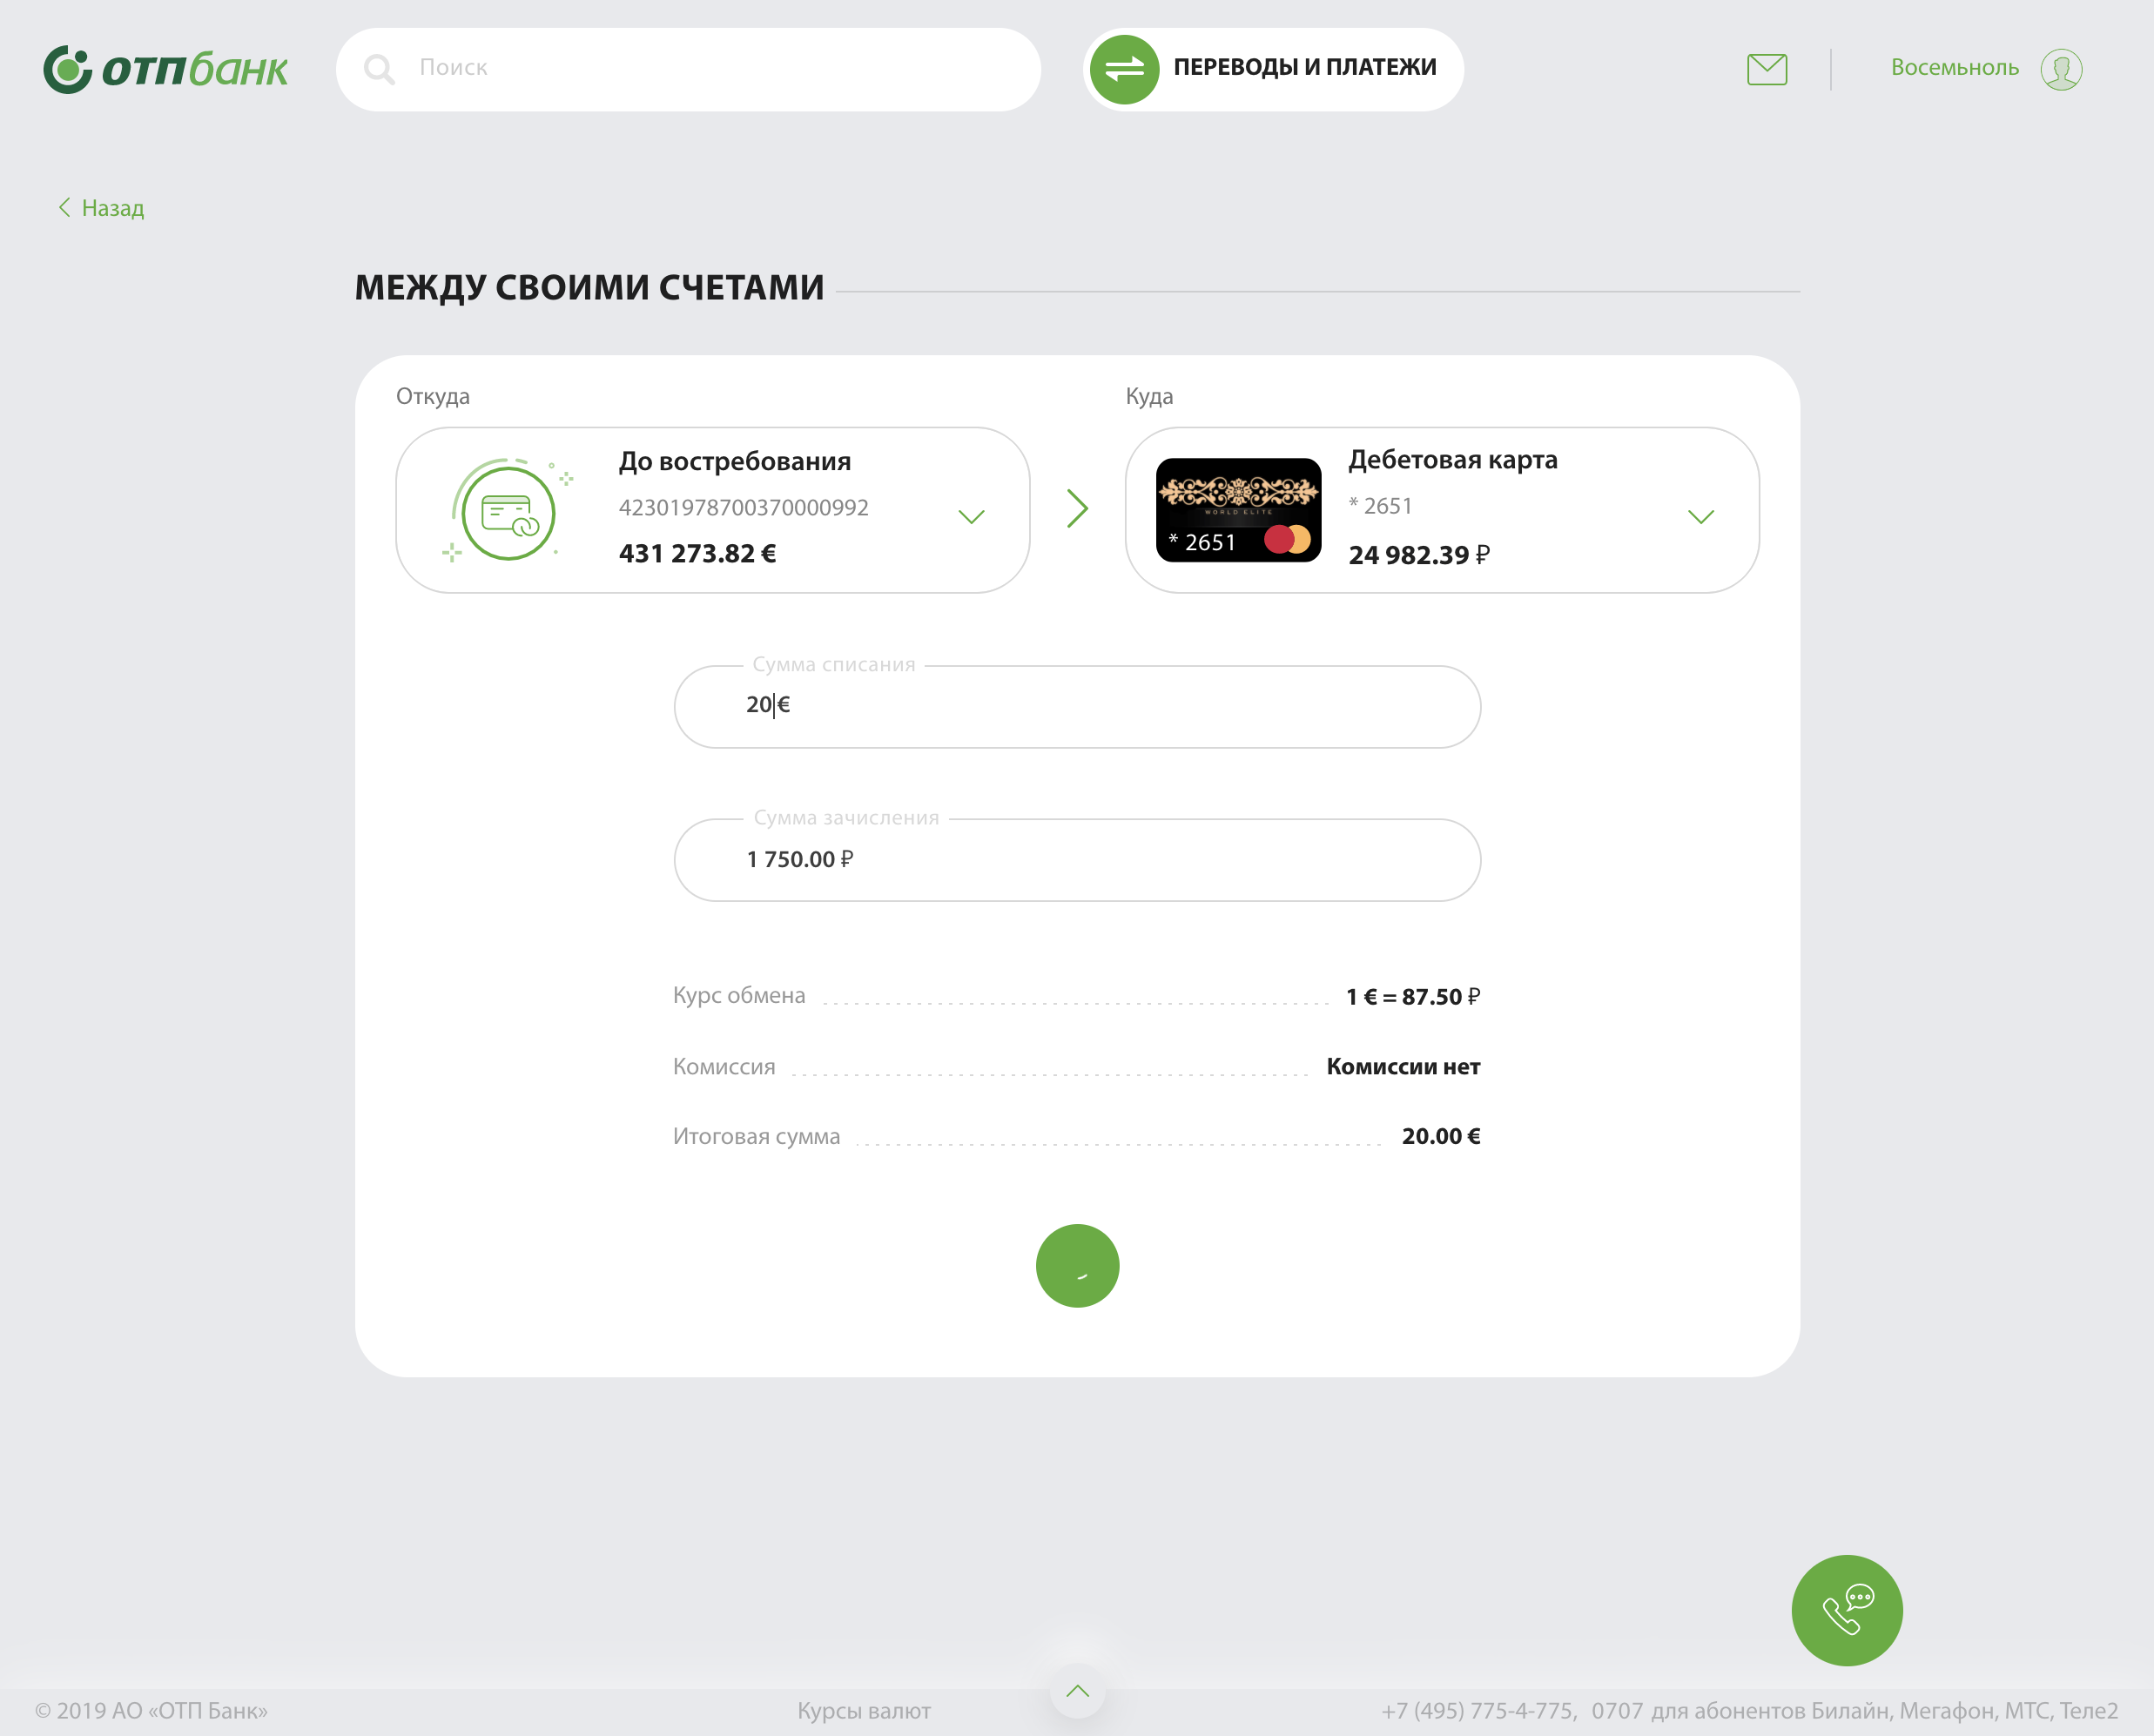 отпбанк
Поиск
ПЕРЕВОДЫ И ПЛАТЕЖИ
Восемьноль
Назад
МЕЖДУ СВОИМИ СЧЕТАМИ
Откуда
До востребования
42301978700370000992
431 273.82 €
Куда
WORLD ELITE
* 2651
Дебетовая карта
* 2651
24 982.39 ₽
Сумма списания
20 €
Сумма зачисления
1 750.00 ₽
Курс обмена 1 € = 87.50 ₽
Комиссия Комиссии нет
Итоговая сумма 20.00 €
© 2019 АО «ОТП Банк»
Курсы валют
+7 (495) 775-4-775, 0707 для абонентов Билайн, Мегафон, МТС, Теле2